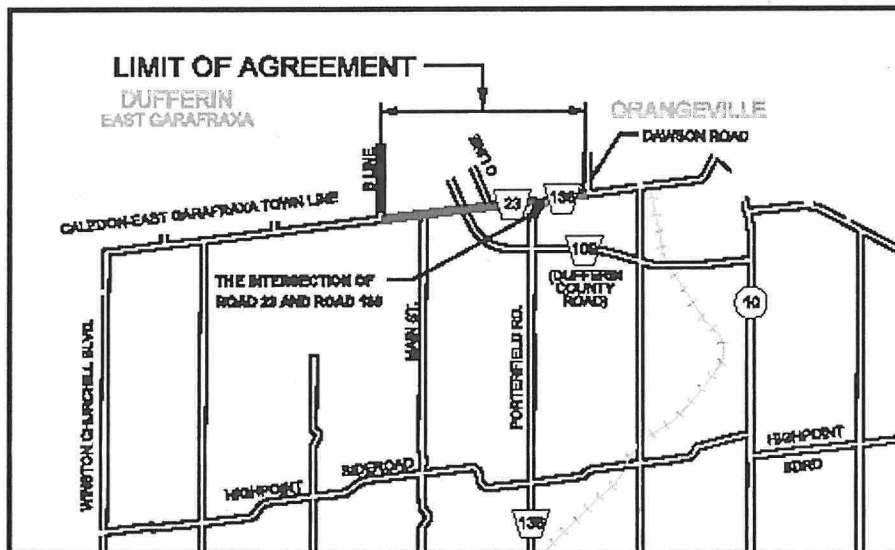 LIMIT OF AGREEMENT
DUFFERIN
EAST GARAFRAXA
ORANGEVILLE
DAWSON ROAD
B LINE
C LINE
23
136
CALEDON-EAST GARAFRAXA TOWN LINE
109
(DUFFERIN
COUNTY
ROAD)
THE INTERSECTION OF
ROAD 23 AND ROAD 136
10
MAIN ST.
PORTERFIELD RD.
WINSTON CHURCHILL BLVD.
HIGHPOINT
SIDEROAD
HIGHPOINT
SDRD
136